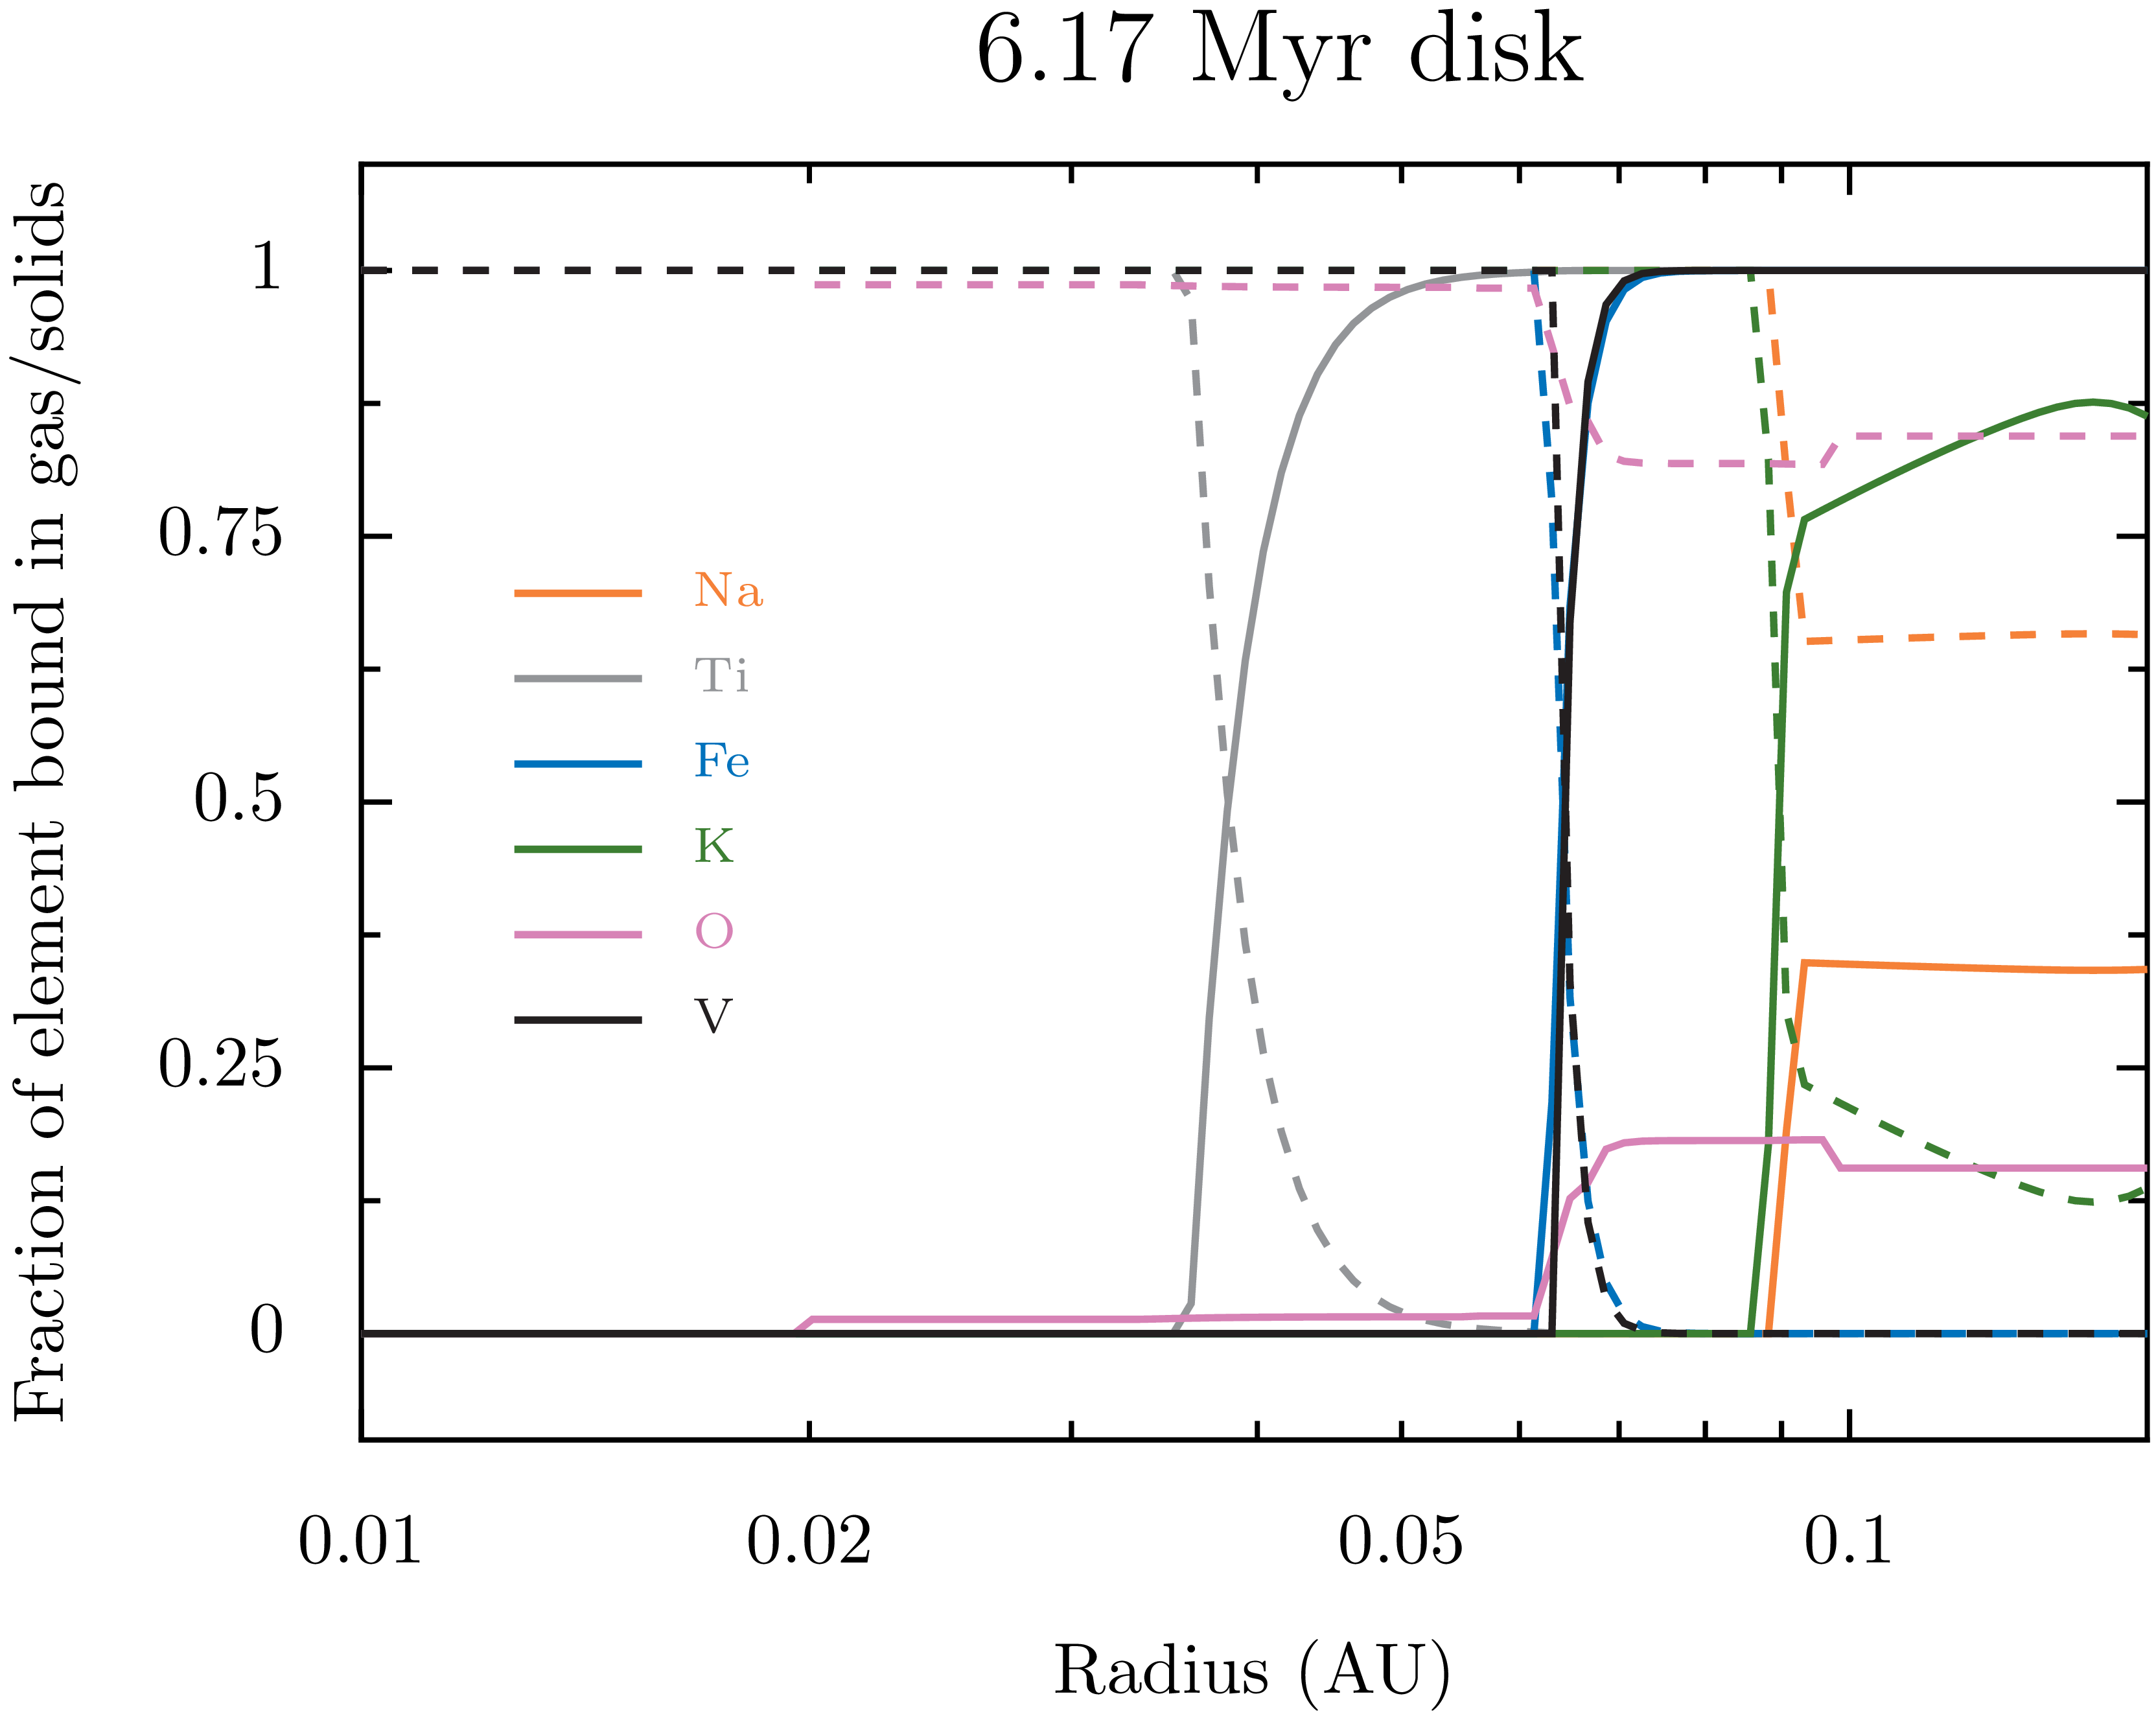 6.17 Myr disk
Fraction of element bound in gas/solids
1
0.75
0.5
0.25
0
Na
Ti
Fe
K
O
V
0.01
0.02
0.05
0.1
Radius (AU)